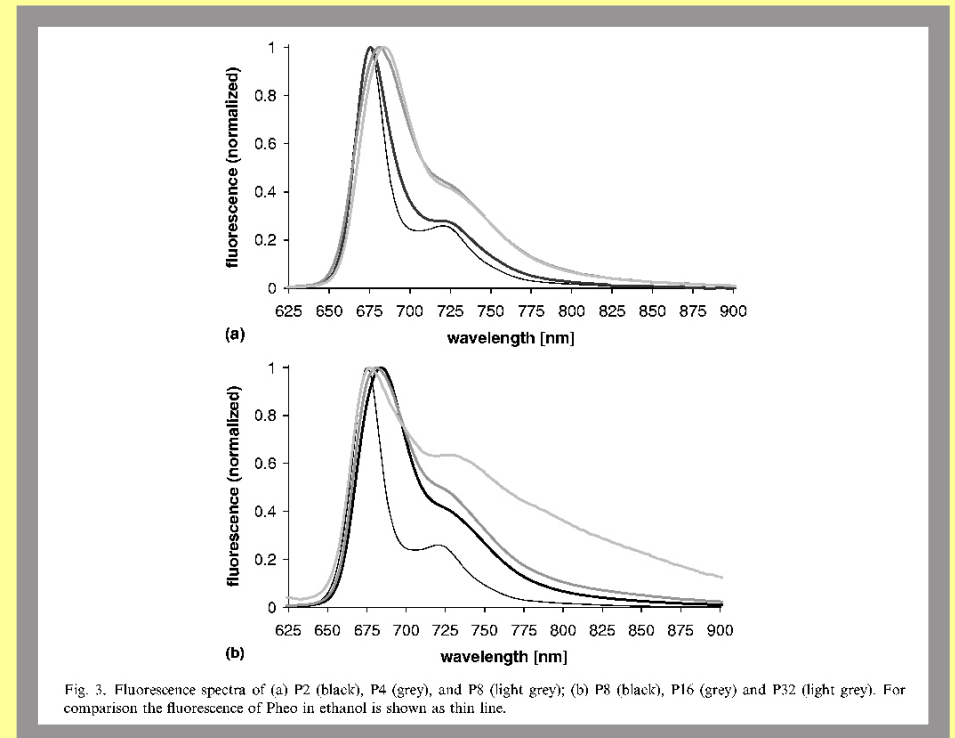 1
0.8
0.6
0.4
0.2
0
fluorescence (normalized)
625 650 675 700 725 750 775 800 825 850 875 900
(a)
wavelength [nm]
1
0.8
0.6
0.4
0.2
0
fluorescence (normalized)
625 650 675 700 725 750 775 800 825 850 875 900
(b)
wavelength [nm]
Fig. 3. Fluorescence spectra of (a) P2 (black), P4 (grey), and P8 (light grey); (b) P8 (black), P16 (grey) and P32 (light grey). For
comparison the fluorescence of Pheo in ethanol is shown as thin line.